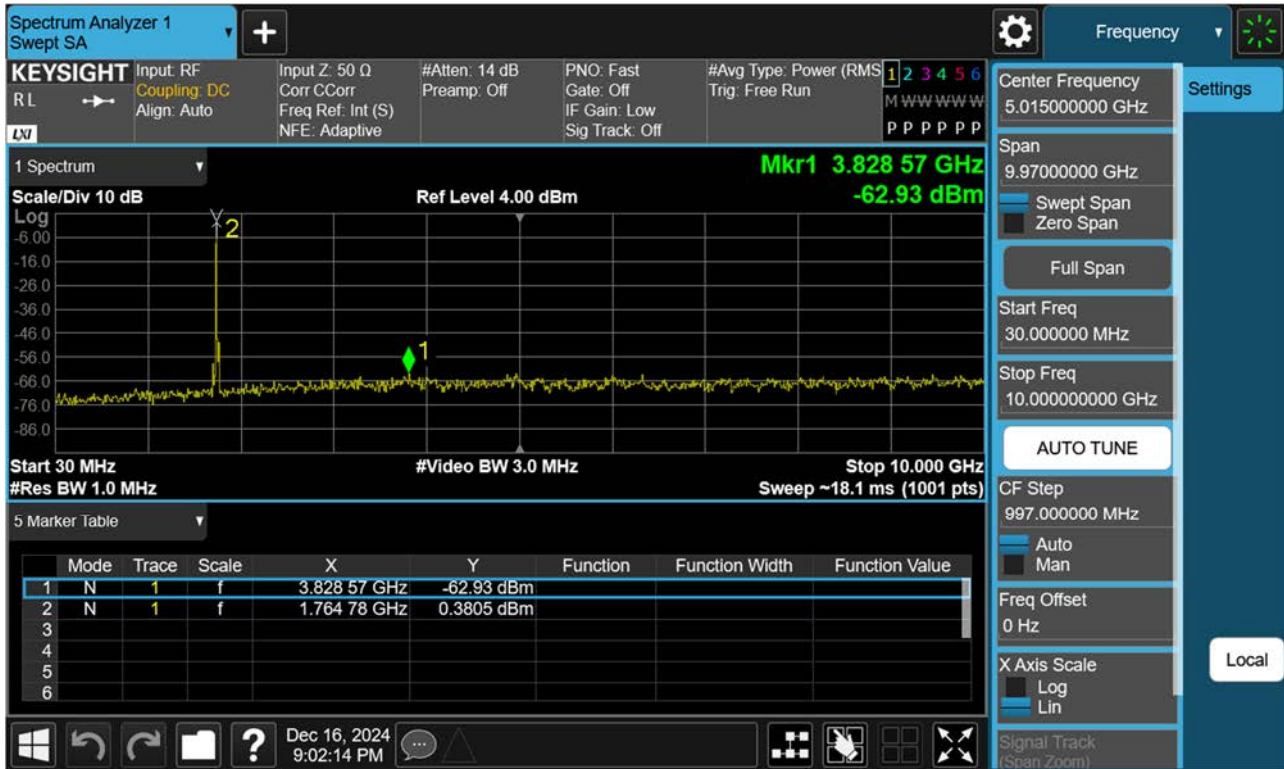 Spectrum Analyzer 1
Swept SA
Frequency
KEYSIGHT
R L
LXI
Input: RF
Coupling: DC
Align: Auto
Input Z: 50 Ω
Corr CCorr
Freq Ref: Int (S)
NFE: Adaptive
#Atten: 14 dB
Preamp: Off
PNO: Fast
Gate: Off
IF Gain: Low
Sig Track: Off
#Avg Type: Power (RMS
Trig: Free Run
1 2 3 4 5 6
M W W W W W
P P P P P P
1 Spectrum
Mkr1 3.828 57 GHz
-62.93 dBm
Scale/Div 10 dB
Ref Level 4.00 dBm
Log
2
1
-6.00
-16.0
-26.0
-36.0
-46.0
-56.0
-66.0
-76.0
-86.0
Start 30 MHz
#Video BW 3.0 MHz
Stop 10.000 GHz
#Res BW 1.0 MHz
Sweep ~18.1 ms (1001 pts)
5 Marker Table
Mode Trace Scale X Y Function Function Width Function Value
1 N 1 f 3.828 57 GHz -62.93 dBm
2 N 1 f 1.764 78 GHz 0.3805 dBm
3
4
5
6
Dec 16, 2024
9:02:14 PM
Center Frequency
5.015000000 GHz
Span
9.97000000 GHz
Swept Span
Zero Span
Full Span
Start Freq
30.000000 MHz
Stop Freq
10.000000000 GHz
AUTO TUNE
CF Step
997.000000 MHz
Auto
Man
Freq Offset
0 Hz
X Axis Scale
Log
Lin
Signal Track
(Span Zoom)
Settings
Local